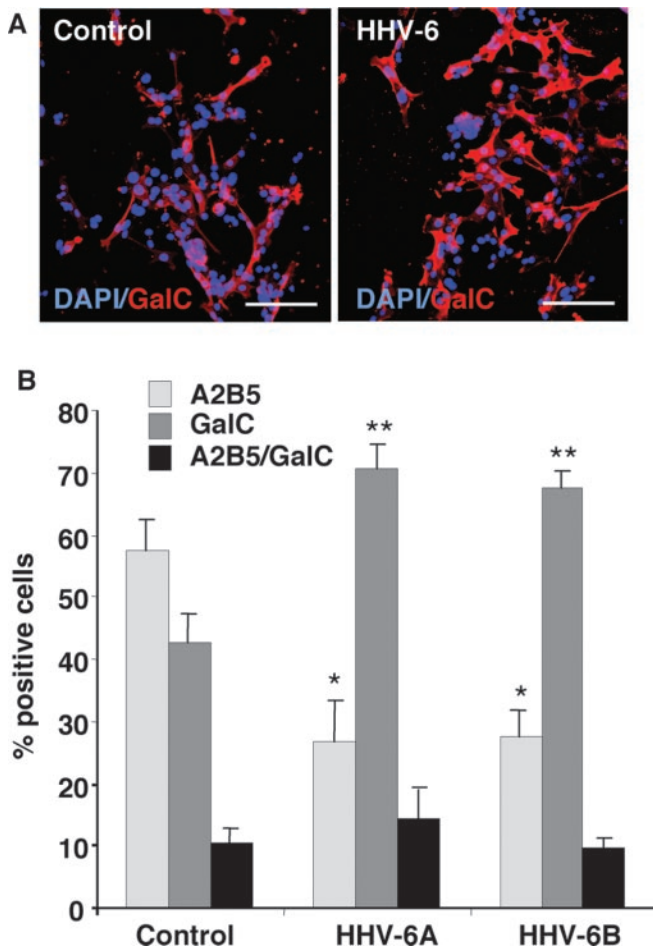 A
Control
HHV-6
DAPI/GalC
DAPI/GalC
B
A2B5
GalC
A2B5/GalC
80
70
60
50
40
30
20
10
0
% positive cells
**
**
*
*
Control
HHV-6A
HHV-6B